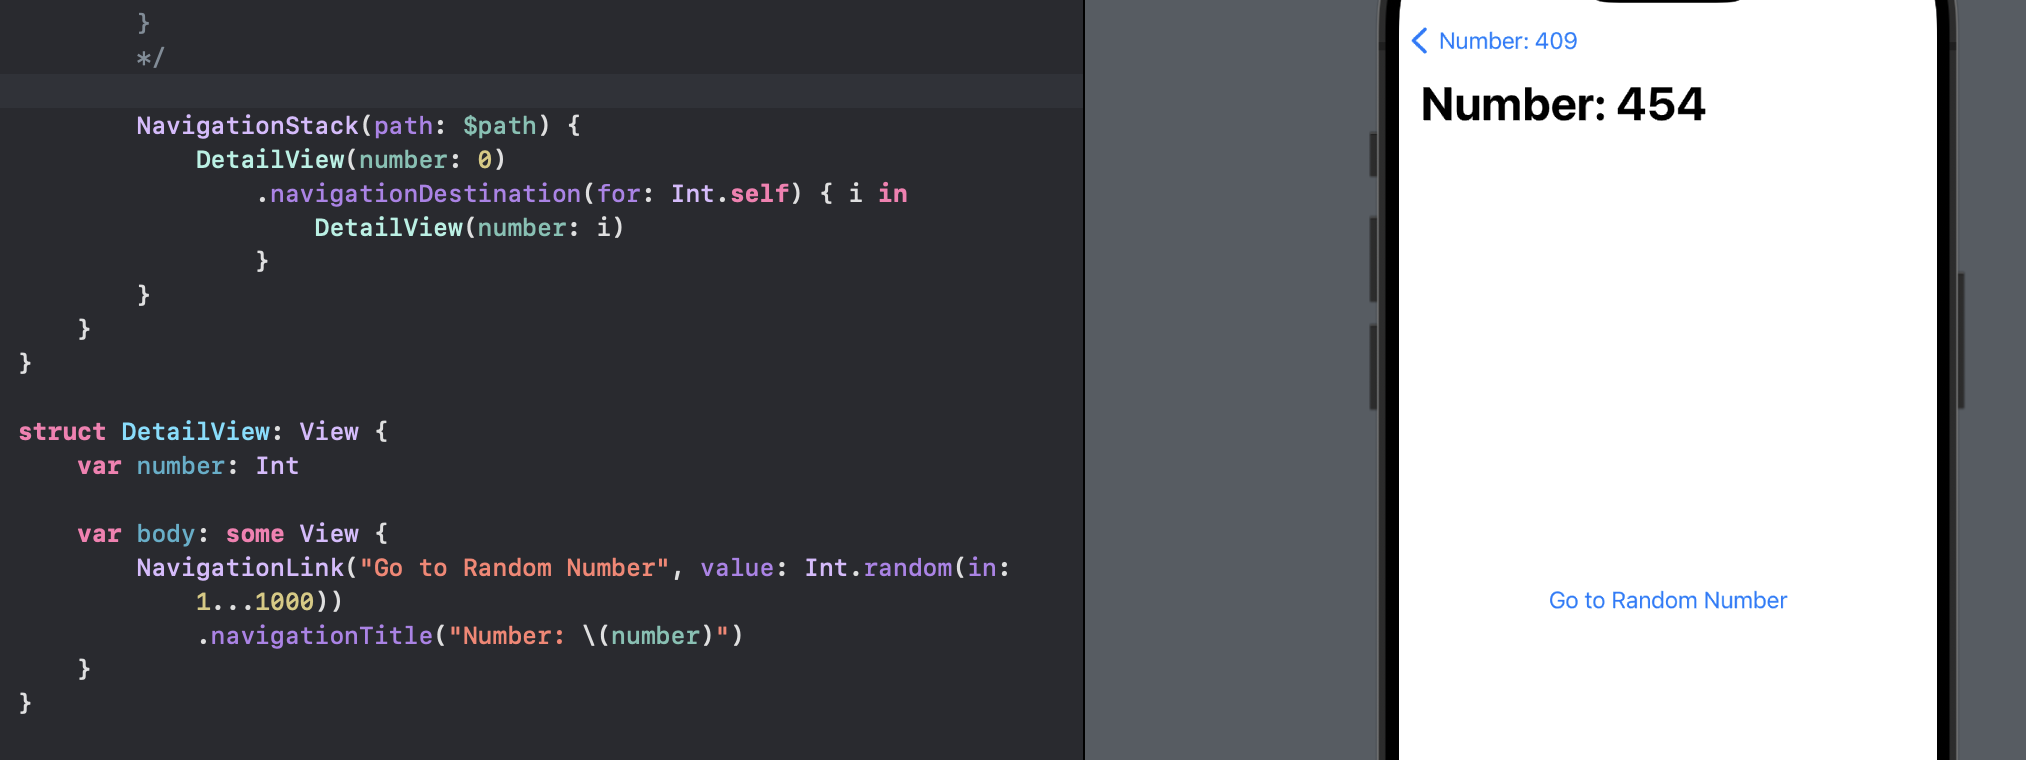 }
*/
NavigationStack(path: $path) {
DetailView(number: 0)
.navigationDestination(for: Int.self) { i in
DetailView(number: i)
}
}
}
}
struct DetailView: View {
var number: Int
var body: some View {
NavigationLink("Go to Random Number", value: Int.random(in:
1...1000))
.navigationTitle("Number: \(number)")
}
}
Number: 409
Number: 454
Go to Random Number